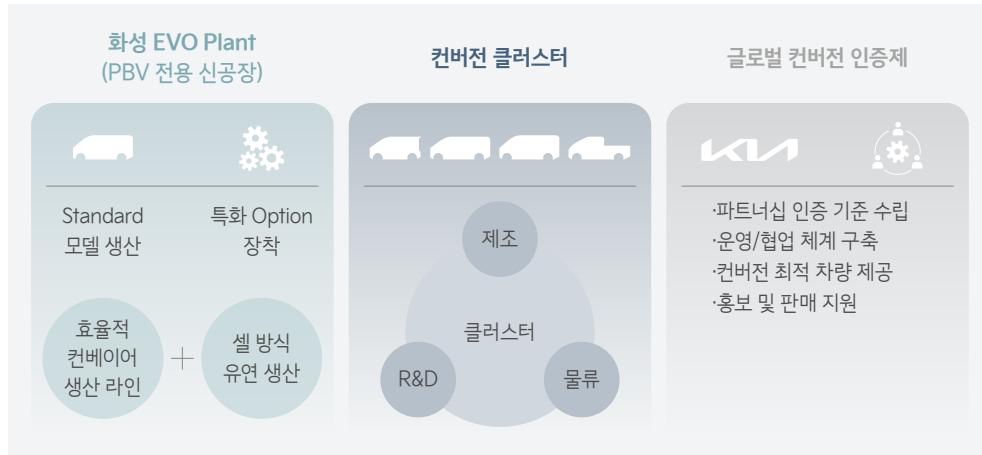 화성 EVO Plant
(PBV 전용 신공장)
Standard
모델 생산
특화 Option
장착
효율적
컨베이어
생산 라인
+
셀 방식
유연 생산
컨버전 클러스터
제조
클러스터
R&D
물류
글로벌 컨버전 인증제
KIA
·파트너십 인증 기준 수립
·운영/협업 체계 구축
·컨버전 최적 차량 제공
·홍보 및 판매 지원